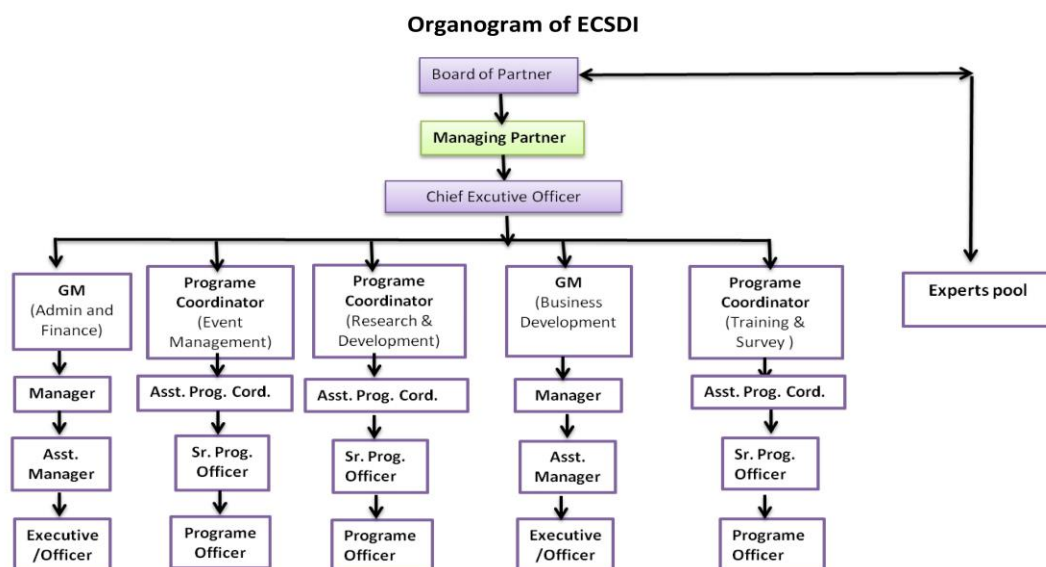 Organogram of ECSDI
Board of Partner
Managing Partner
Chief Excutive Officer
GM
(Admin and
Finance)
Programe
Coordinator
(Event
Management)
Programe
Coordinator
(Research &
Development)
GM
(Business
Development
Programe
Coordinator
(Training &
Survey )
Experts pool
Manager
Asst. Prog. Cord.
Asst. Prog. Cord.
Manager
Asst. Prog. Cord.
Asst.
Manager
Sr. Prog.
Officer
Sr. Prog.
Officer
Asst.
Manager
Sr. Prog.
Officer
Executive
/Officer
Programe
Officer
Programe
Officer
Executive
/Officer
Programe
Officer